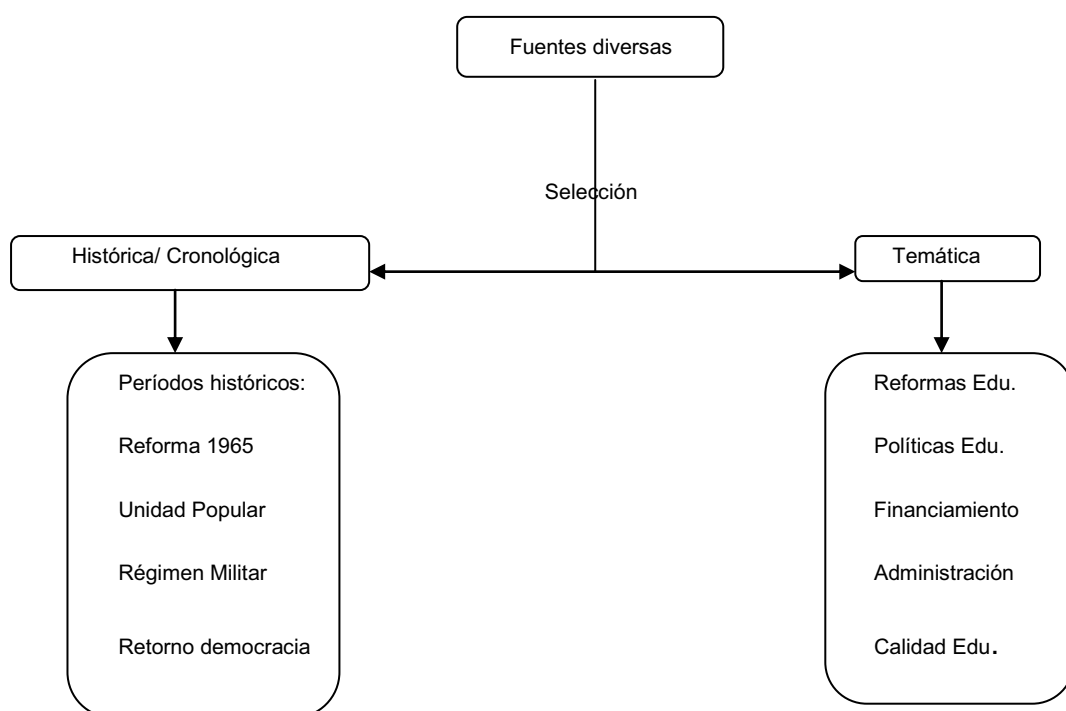 Fuentes diversas
Selección
Histórica/ Cronológica
Temática
Períodos históricos:
Reforma 1965
Unidad Popular
Régimen Militar
Retorno democracia
Reformas Edu.
Políticas Edu.
Financiamiento
Administración
Calidad Edu.